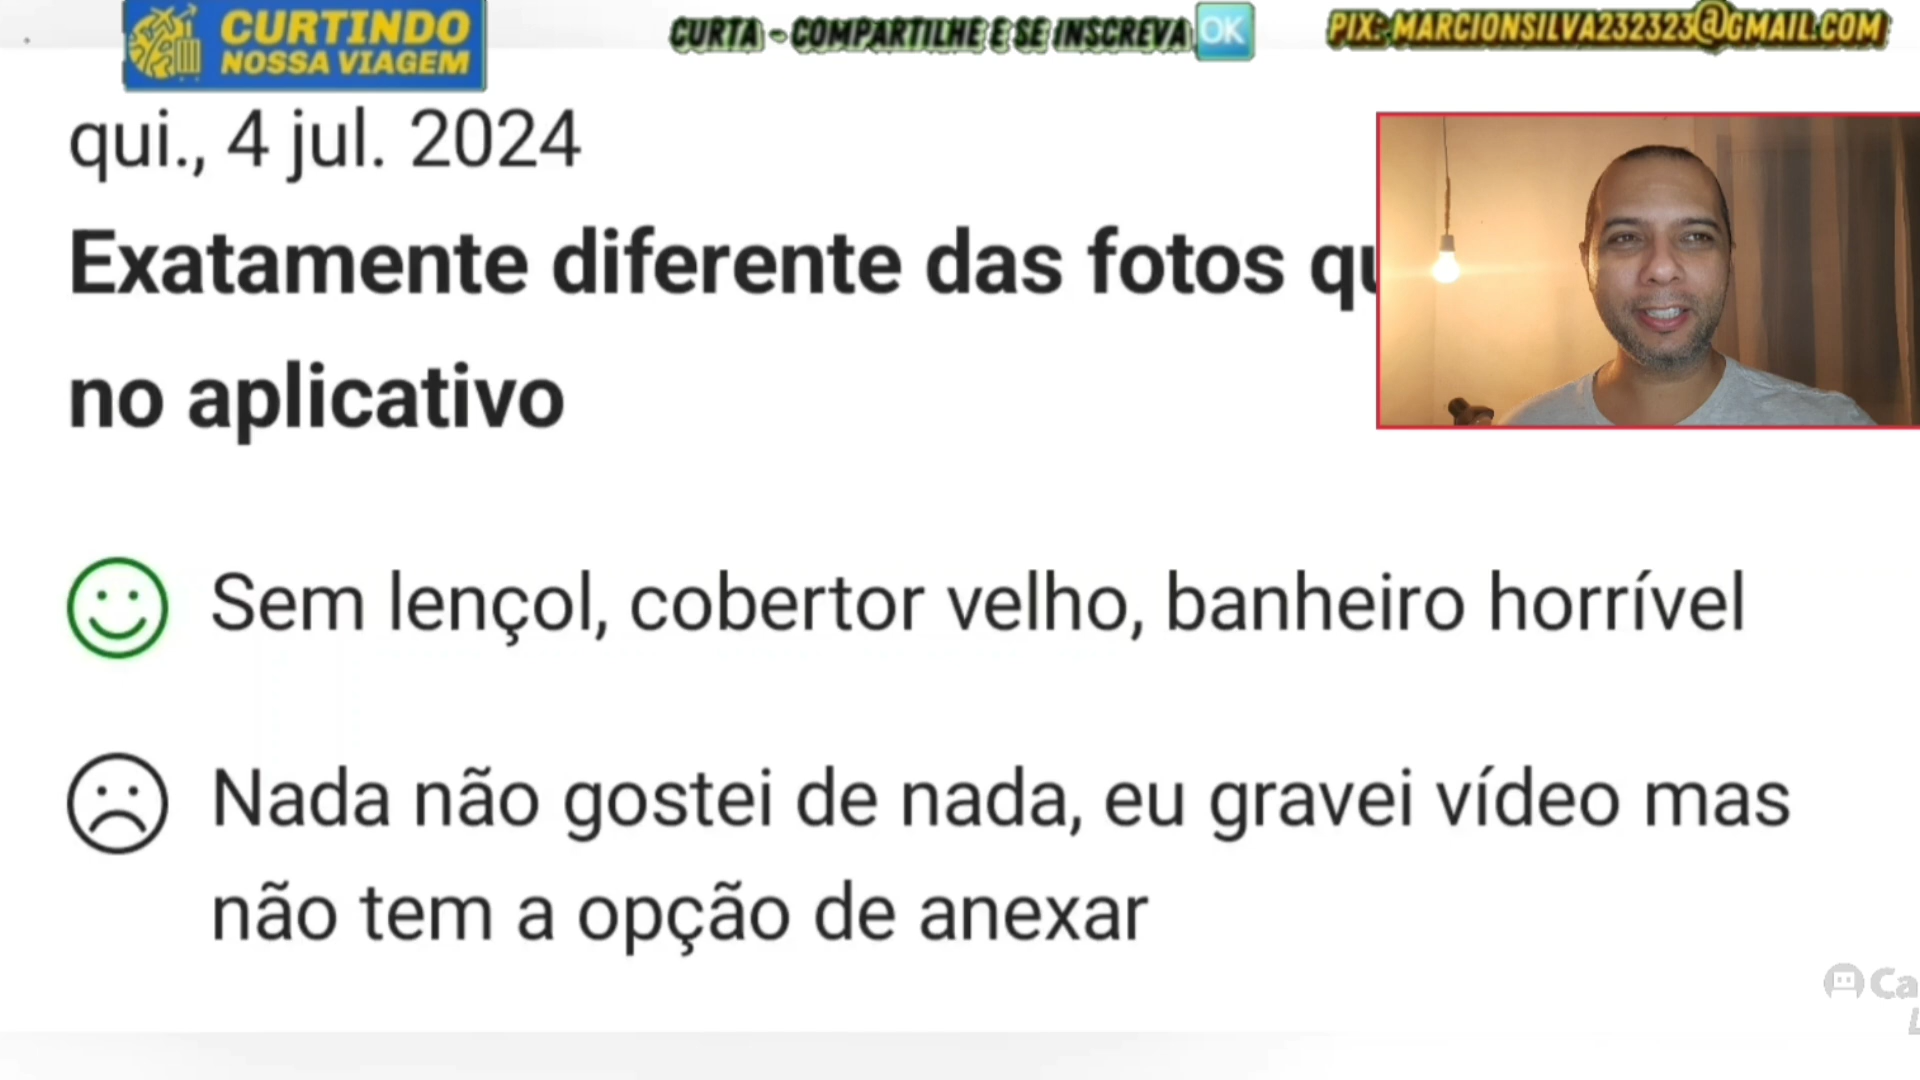 CURTINDO
NOSSA VIAGEM
CURTA - COMPARTILHE E SE INSCREVA OK
PIX: MARCIONSILVA232323@GMAIL.COM
qui., 4 jul. 2024
Exatamente diferente das fotos qu
no aplicativo
Sem lençol, cobertor velho, banheiro horrível
Nada não gostei de nada, eu gravei vídeo mas
não tem a opção de anexar
Ca
L